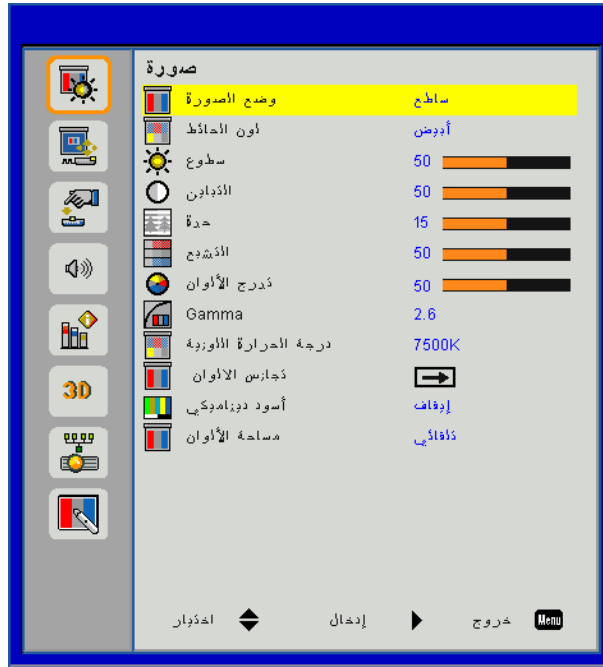 صورة
وضع الصورة ساطع
لون الحائط أبيض
سطوع 50
التباين 50
حدة 15
التشبع 50
تدرج الألوان 50
Gamma 2.6
درجة الحرارة اللونية 7500K
تجانس الالوان
أسود ديناميكي إيقاف
مساحة الألوان تلقائي
3D
اختيار إدخال خروج Menu